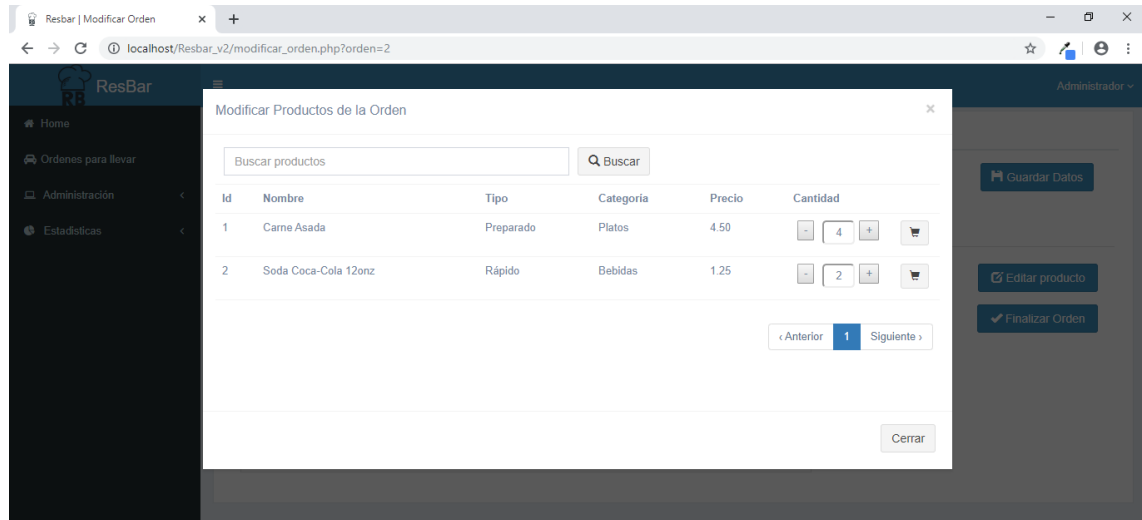 Resbar | Modificar Orden
localhost/Resbar_v2/modificar_orden.php?orden=2
RB ResBar
Administrador
Home
Ordenes para llevar
Administración
Estadisticas
Modificar Productos de la Orden ×
Buscar productos Buscar
Id Nombre Tipo Categoría Precio Cantidad
1 Carne Asada Preparado Platos 4.50 - 4 +
2 Soda Coca-Cola 12onz Rápido Bebidas 1.25 - 2 +
‹ Anterior 1 Siguiente ›
Cerrar
Guardar Datos
Editar producto
Finalizar Orden